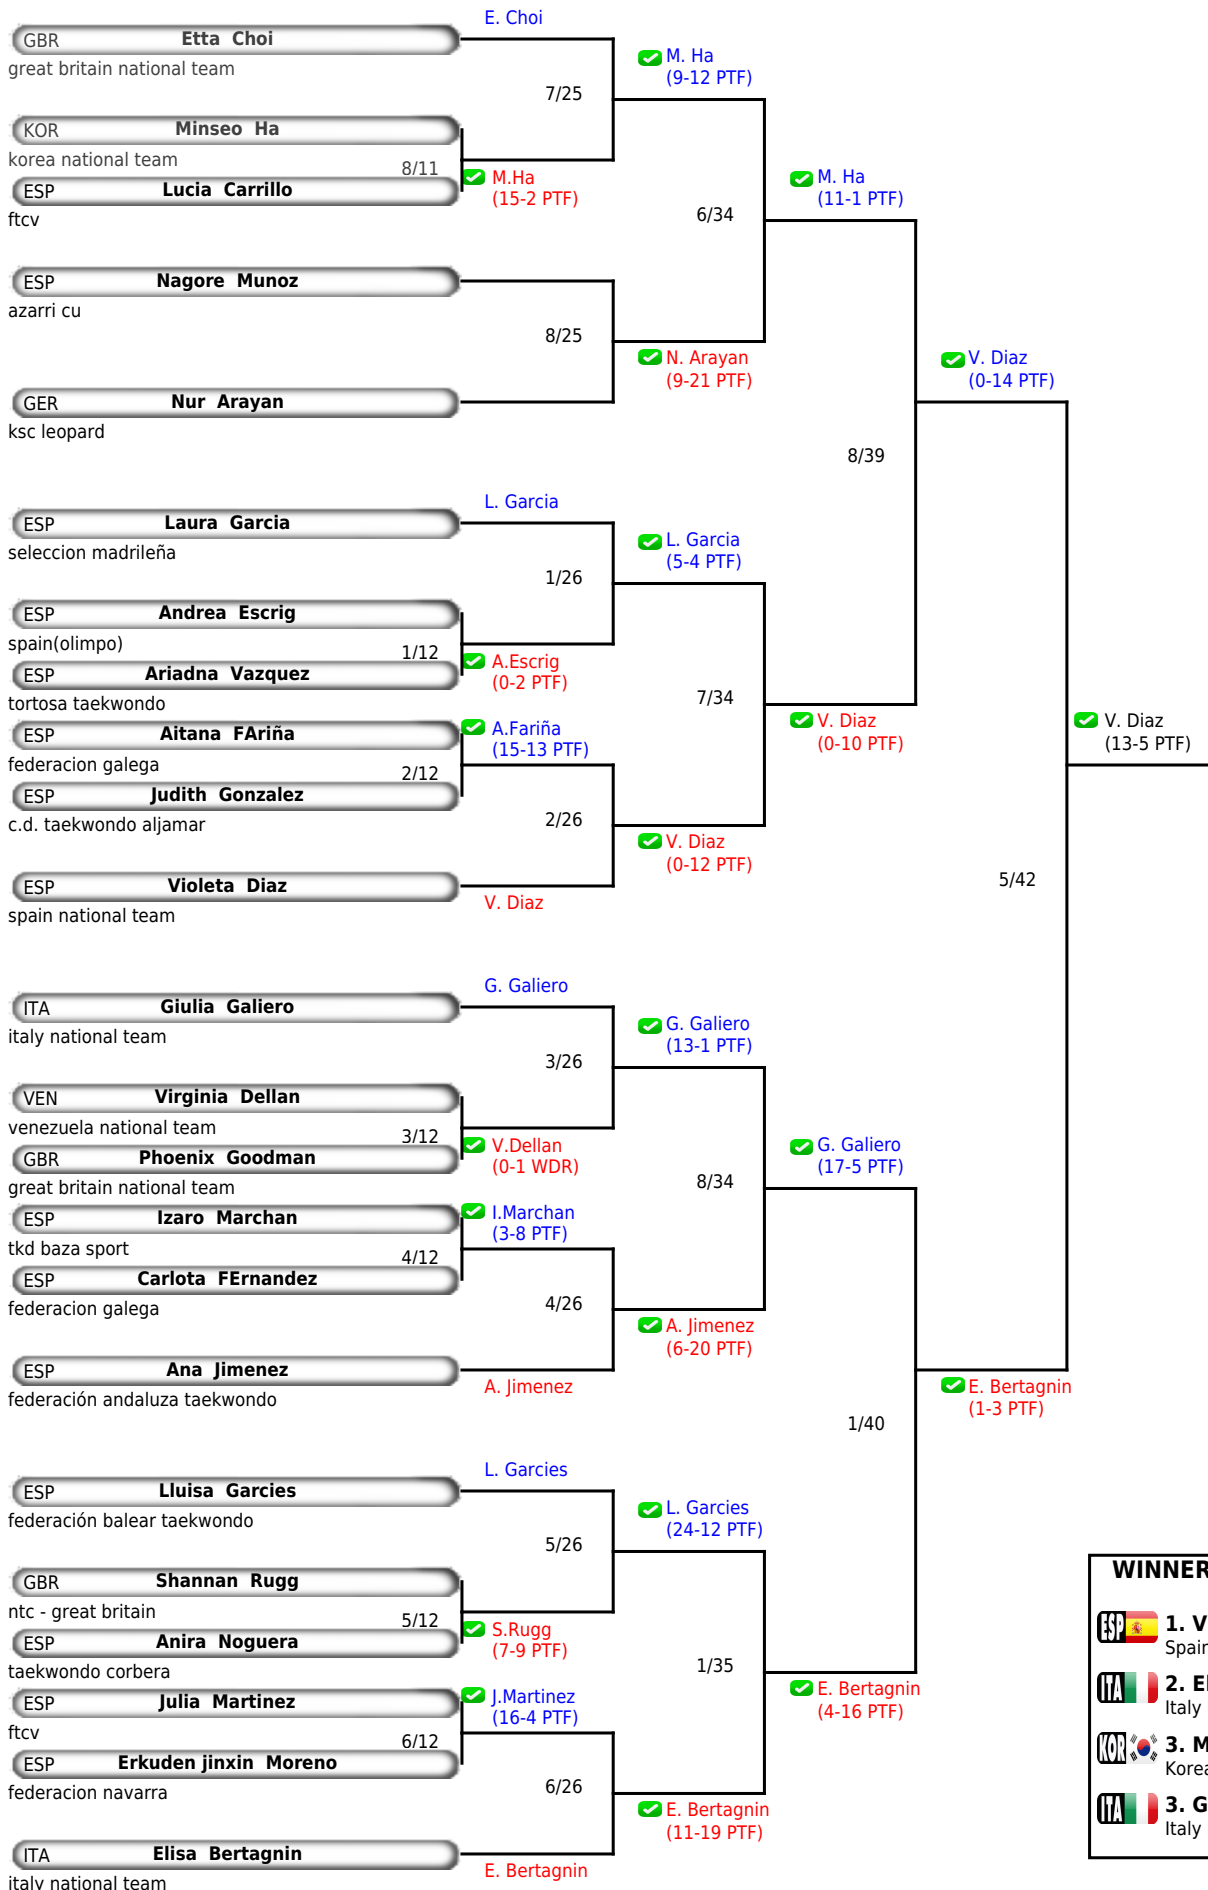 E. Choi
GBR Etta Choi
great britain national team
M. Ha
(9-12 PTF)
7/25
KOR Minseo Ha
korea national team
8/11
M.Ha
(15-2 PTF)
ESP Lucia Carrillo
ftcv
M. Ha
(11-1 PTF)
6/34
ESP Nagore Munoz
azarri cu
8/25
N. Arayan
(9-21 PTF)
GER Nur Arayan
ksc leopard
V. Diaz
(0-14 PTF)
8/39
L. Garcia
ESP Laura Garcia
seleccion madrileña
L. Garcia
(5-4 PTF)
1/26
ESP Andrea Escrig
spain(olimpo)
1/12
A.Escrig
(0-2 PTF)
ESP Ariadna Vazquez
tortosa taekwondo
7/34
V. Diaz
(0-10 PTF)
V. Diaz
(13-5 PTF)
ESP Aitana FAriña
federacion galega
A.Fariña
(15-13 PTF)
2/12
ESP Judith Gonzalez
c.d. taekwondo aljamar
2/26
V. Diaz
(0-12 PTF)
ESP Violeta Diaz
spain national team
V. Diaz
5/42
G. Galiero
ITA Giulia Galiero
italy national team
G. Galiero
(13-1 PTF)
3/26
VEN Virginia Dellan
venezuela national team
3/12
V.Dellan
(0-1 WDR)
GBR Phoenix Goodman
great britain national team
G. Galiero
(17-5 PTF)
8/34
ESP Izaro Marchan
tkd baza sport
I.Marchan
(3-8 PTF)
4/12
ESP Carlota FErnandez
federacion galega
4/26
A. Jimenez
(6-20 PTF)
ESP Ana Jimenez
federación andaluza taekwondo
A. Jimenez
E. Bertagnin
(1-3 PTF)
1/40
L. Garcies
ESP Lluisa Garcies
federación balear taekwondo
L. Garcies
(24-12 PTF)
5/26
GBR Shannan Rugg
ntc - great britain
5/12
S.Rugg
(7-9 PTF)
ESP Anira Noguera
taekwondo corbera
1/35
E. Bertagnin
(4-16 PTF)
ESP Julia Martinez
ftcv
J.Martinez
(16-4 PTF)
6/12
ESP Erkuden jinxin Moreno
federacion navarra
6/26
E. Bertagnin
(11-19 PTF)
ITA Elisa Bertagnin
italy national team
E. Bertagnin
WINNER
ESP 1. V
Spain
ITA 2. El
Italy
KOR 3. M
Korea
ITA 3. G
Italy